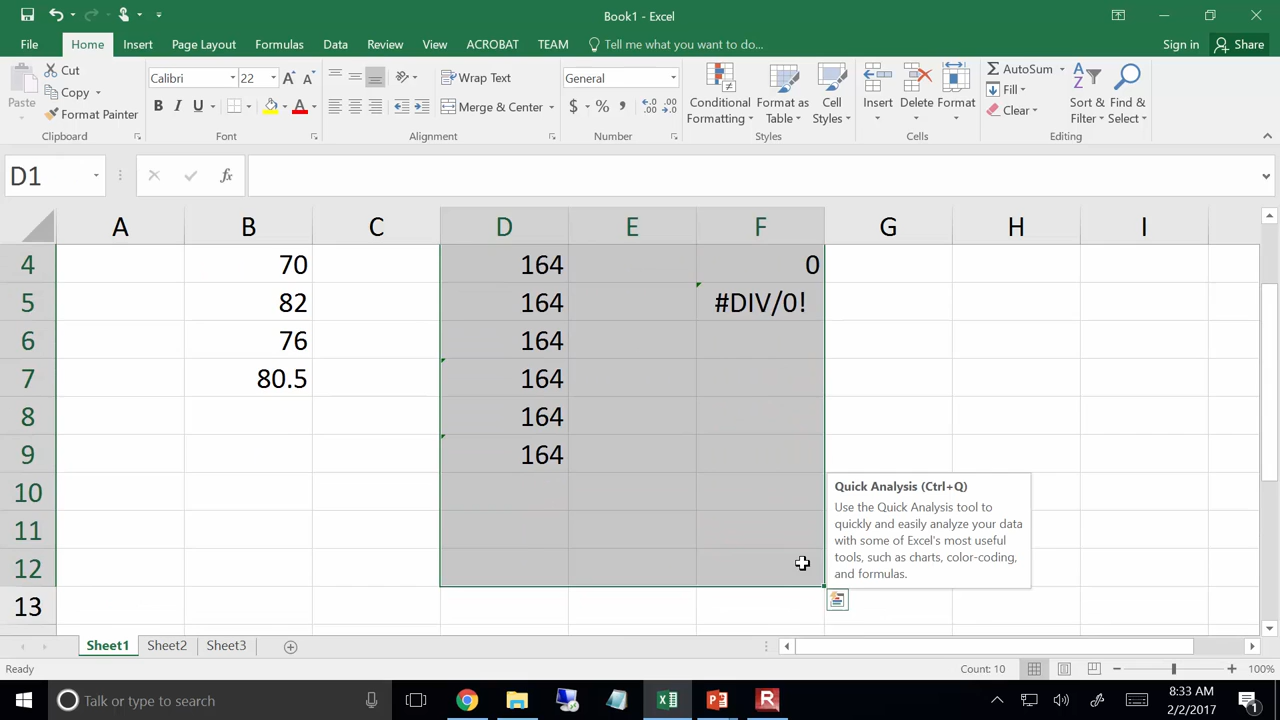 Book1 - Excel
Sign in
Share
File
Home
Insert
Page Layout
Formulas
Data
Review
View
ACROBAT
TEAM
Tell me what you want to do...
Paste
Cut
Copy
Format Painter
Clipboard
Calibri
22
A A
B I U
A
Font
Wrap Text
Merge & Center
Alignment
General
$ % ,
Number
Conditional
Formatting
Format as
Table
Cell
Styles
Styles
Insert
Delete
Format
Cells
AutoSum
Fill
Clear
Sort &
Filter
Find &
Select
Editing
D1
fx
A B C D E F G H I
4 70 164 0
5 82 164 #DIV/0!
6 76 164
7 80.5 164
8 164
9 164
10
11
12
13
Quick Analysis (Ctrl+Q)
Use the Quick Analysis tool to
quickly and easily analyze your data
with some of Excel's most useful
tools, such as charts, color-coding,
and formulas.
Sheet1
Sheet2
Sheet3
Ready
Count: 10
100%
Talk or type to search
8:33 AM
2/2/2017